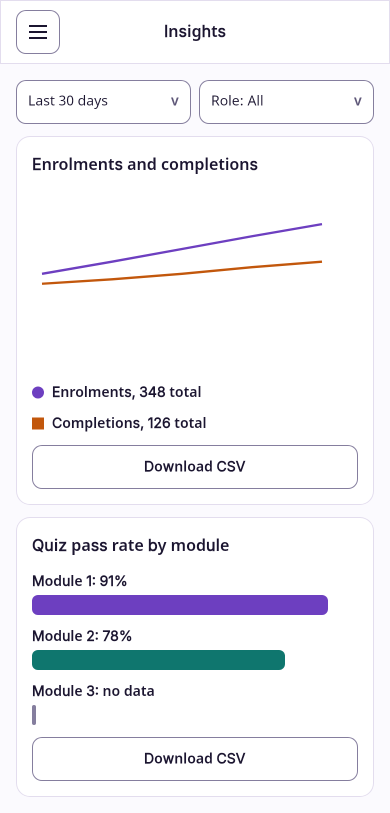 Insights
Last 30 days
Role: All
Enrolments and completions
Enrolments, 348 total
Completions, 126 total
Download CSV
Quiz pass rate by module
Module 1: 91%
Module 2: 78%
Module 3: no data
Download CSV